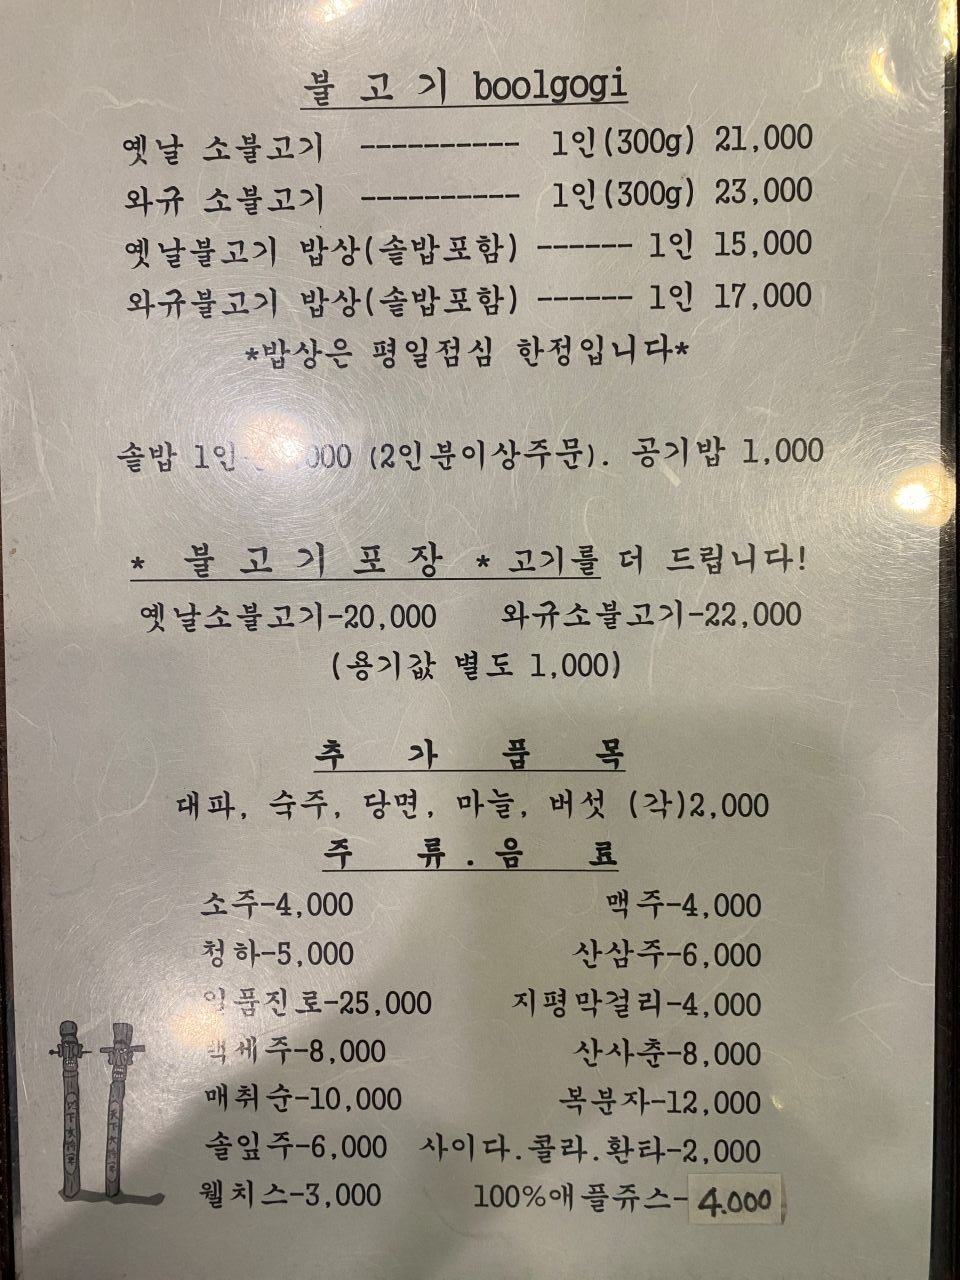 불 고 기 boolgogi
옛날 소불고기 ---------- 1인(300g) 21,000
와규 소불고기 ---------- 1인(300g) 23,000
옛날불고기 밥상(솥밥포함) ------ 1인 15,000
와규불고기 밥상(솥밥포함) ------ 1인 17,000
*밥상은 평일점심 한정입니다*
솥밥 1인 (2인분이상주문). 공기밥 1,000
* 불 고 기 포 장 * 고기를 더 드립니다!
옛날소불고기-20,000 와규소불고기-22,000
(용기값 별도 1,000)
추 가 품 목
대파, 숙주, 당면, 마늘, 버섯 (각)2,000
주 류 . 음 료
소주-4,000 맥주-4,000
청하-5,000 산삼주-6,000
일품진로-25,000 지평막걸리-4,000
백세주-8,000 산사춘-8,000
매취순-10,000 복분자-12,000
솔잎주-6,000 사이다.콜라.환타-2,000
웰치스-3,000 100%애플쥬스-4.000